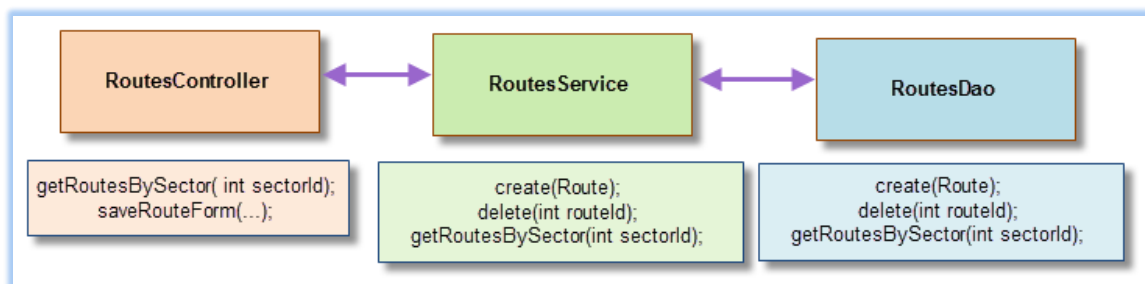 RoutesController
RoutesService
RoutesDao
getRoutesBySector( int sectorId);
saveRouteForm(...);
create(Route);
delete(int routeId);
getRoutesBySector(int sectorId);
create(Route);
delete(int routeId);
getRoutesBySector(int sectorId);